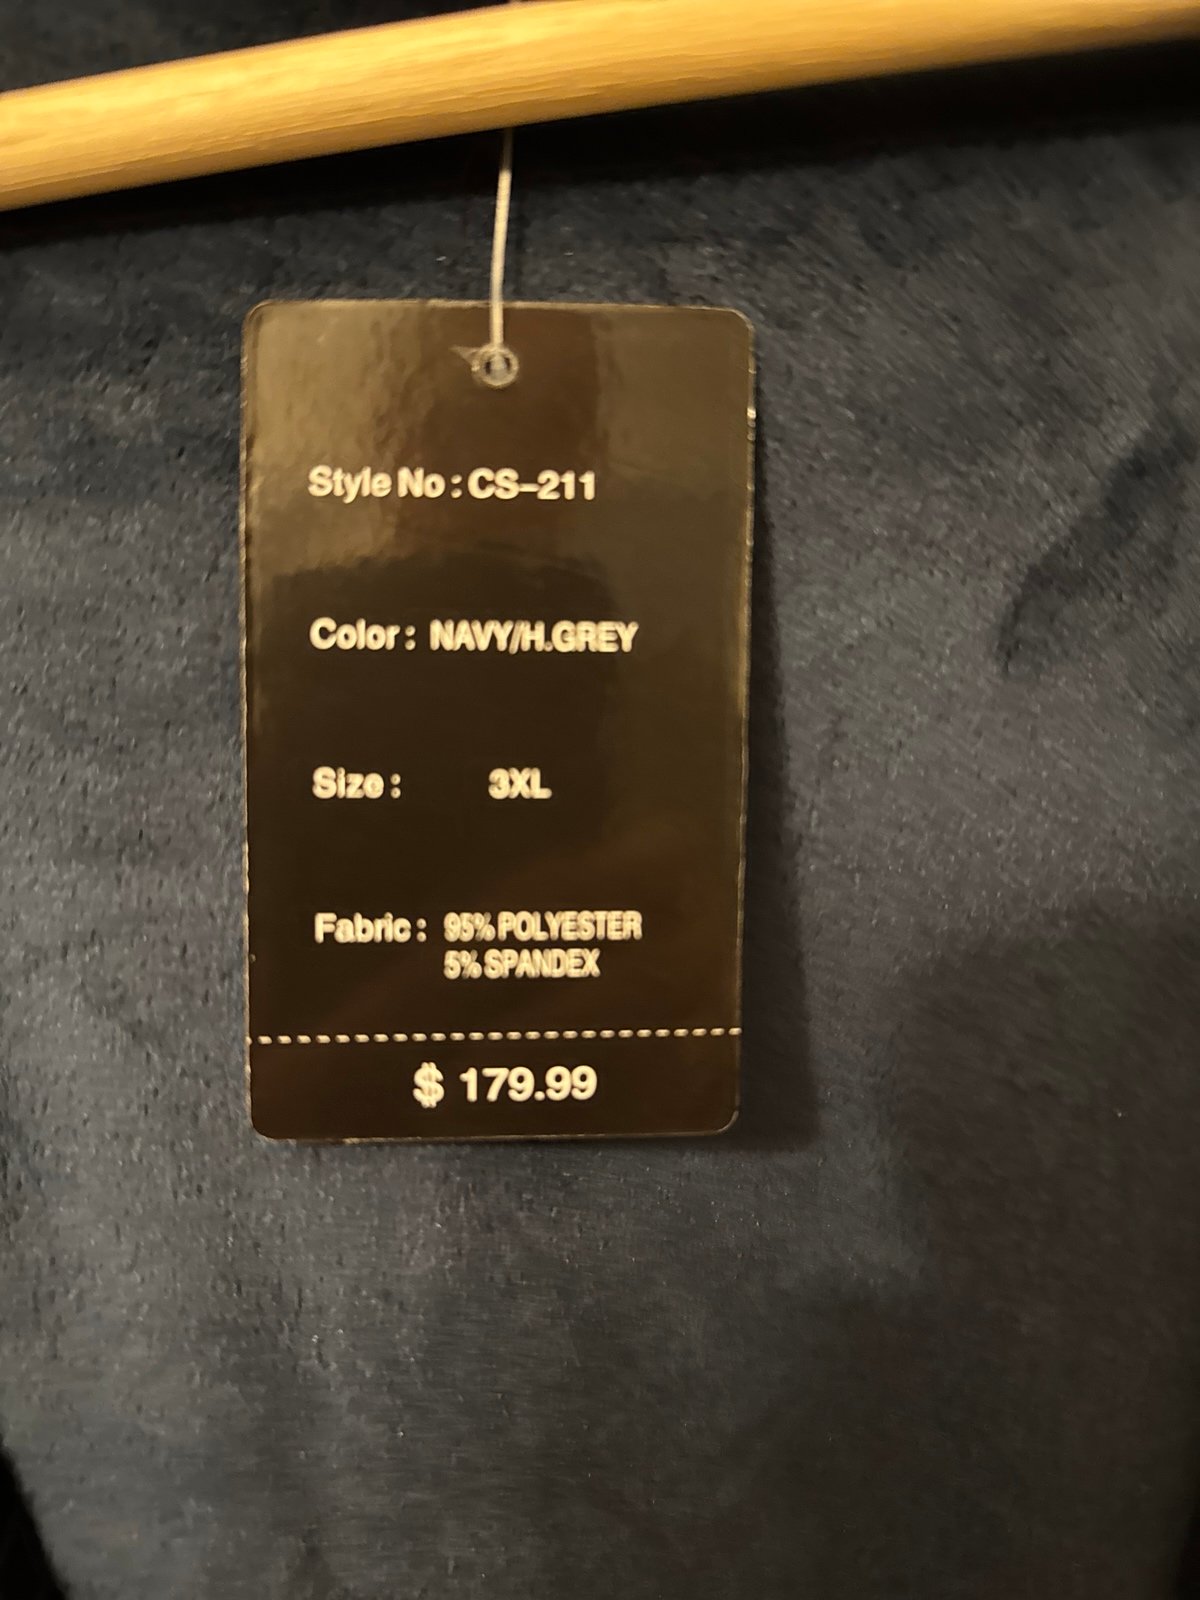 Style No : CS-211
Color : NAVY/H.GREY
Size : 3XL
Fabric : 95% POLYESTER
5% SPANDEX
$ 179.99